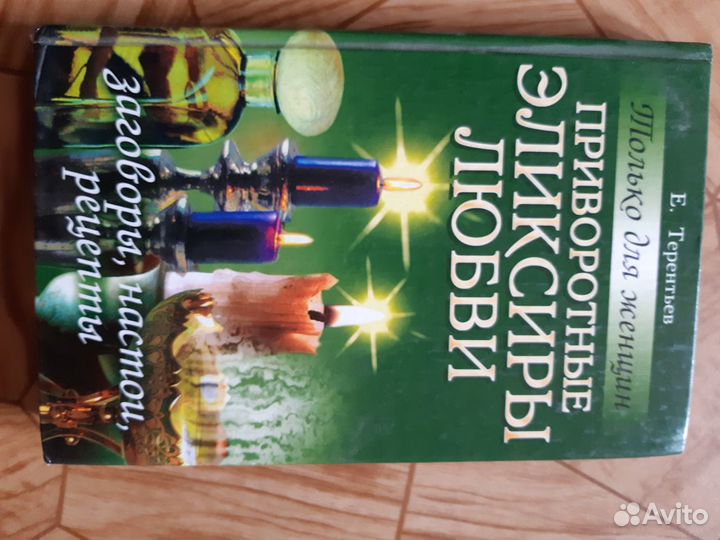 Е. Терентьев
Только для женщин
ПРИВОРОТНЫЕ
ЭЛИКСИРЫ
ЛЮБВИ
Заговоры, настои,
рецепты
Avito